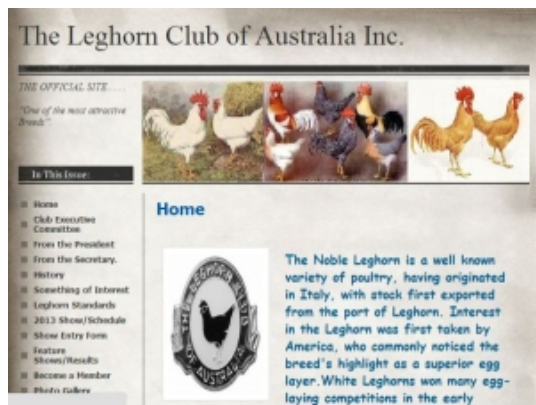 The Leghorn Club of Australia Inc.
THE OFFICIAL SITE.....
"One of the most attractive
Breeds".
In This Issue:
Home
Club Executive
Committee
From the President
From the Secretary.
History
Something of Interest
Leghorn Standards
2013 Show/Schedule
Show Entry Form
Feature
Shows/Results
Become a Member
Photo Gallery
Home
THE LEGHORN CLUB
OF AUSTRALIA
The Noble Leghorn is a well known
variety of poultry, having originated
in Italy, with stock first exported
from the port of Leghorn. Interest
in the Leghorn was first taken by
America, who commonly noticed the
breed's highlight as a superior egg
layer.White Leghorns won many egg-
laying competitions in the early